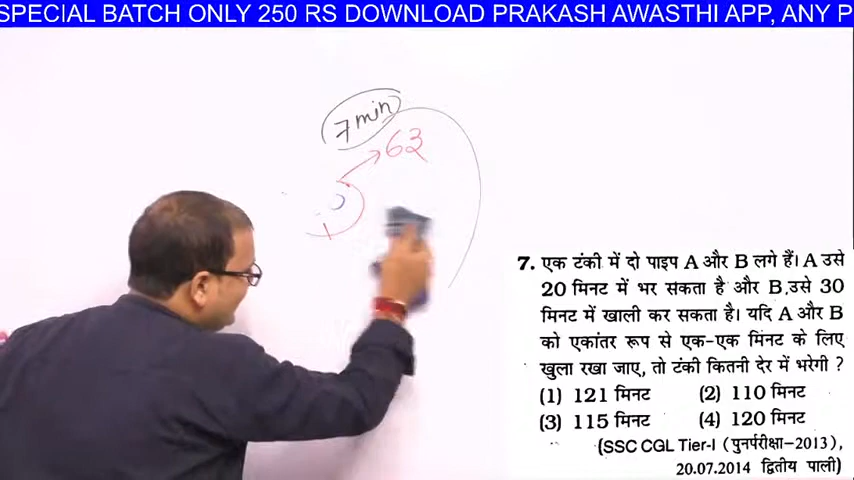 SPECIAL BATCH ONLY 250 RS DOWNLOAD PRAKASH AWASTHI APP, ANY P
7 min
63
7. एक टंकी में दो पाइप A और B लगे हैं। A उसे
20 मिनट में भर सकता है और B, उसे 30
मिनट में खाली कर सकता है। यदि A और B
को एकांतर रूप से एक-एक मिनट के लिए
खुला रखा जाए, तो टंकी कितनी देर में भरेगी ?
(1) 121 मिनट (2) 110 मिनट
(3) 115 मिनट (4) 120 मिनट
(SSC CGL Tier-I (पुनर्परीक्षा-2013),
20.07.2014 द्वितीय पाली)